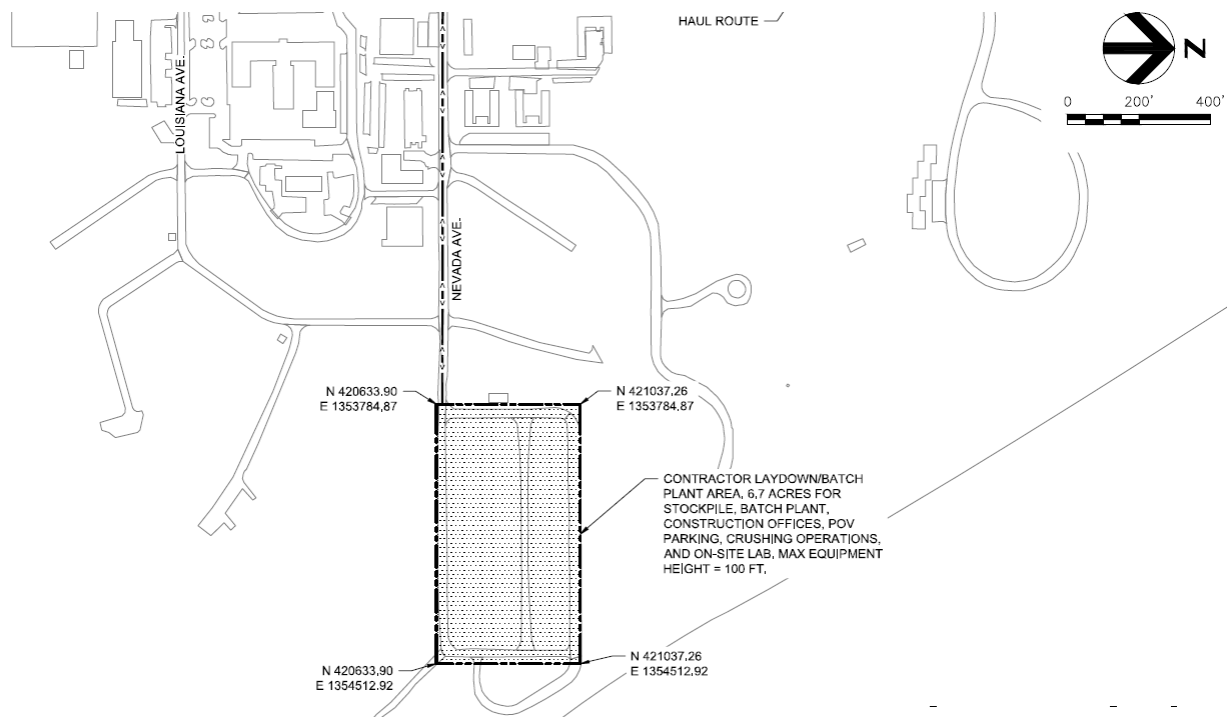 HAUL ROUTE
N
0 200' 400'
LOUISIANA AVE.
NEVADA AVE.
N 420633.90
E 1353784.87
N 421037.26
E 1353784.87
CONTRACTOR LAYDOWN/BATCH
PLANT AREA, 6.7 ACRES FOR
STOCKPILE, BATCH PLANT,
CONSTRUCTION OFFICES, POV
PARKING, CRUSHING OPERATIONS,
AND ON-SITE LAB, MAX EQUIPMENT
HEIGHT = 100 FT.
N 420633.90
E 1354512.92
N 421037.26
E 1354512.92